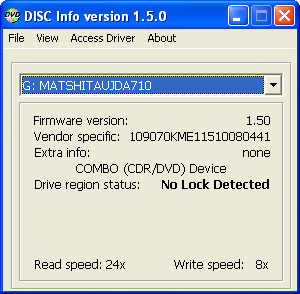 DVD
DISC Info version 1.5.0
File View Access Driver About
G: MATSHITAUJDA710
Firmware version: 1.50
Vendor specific: 109070KME11510080441
Extra info: none
COMBO (CDR/DVD) Device
Drive region status: No Lock Detected
Read speed: 24x Write speed: 8x